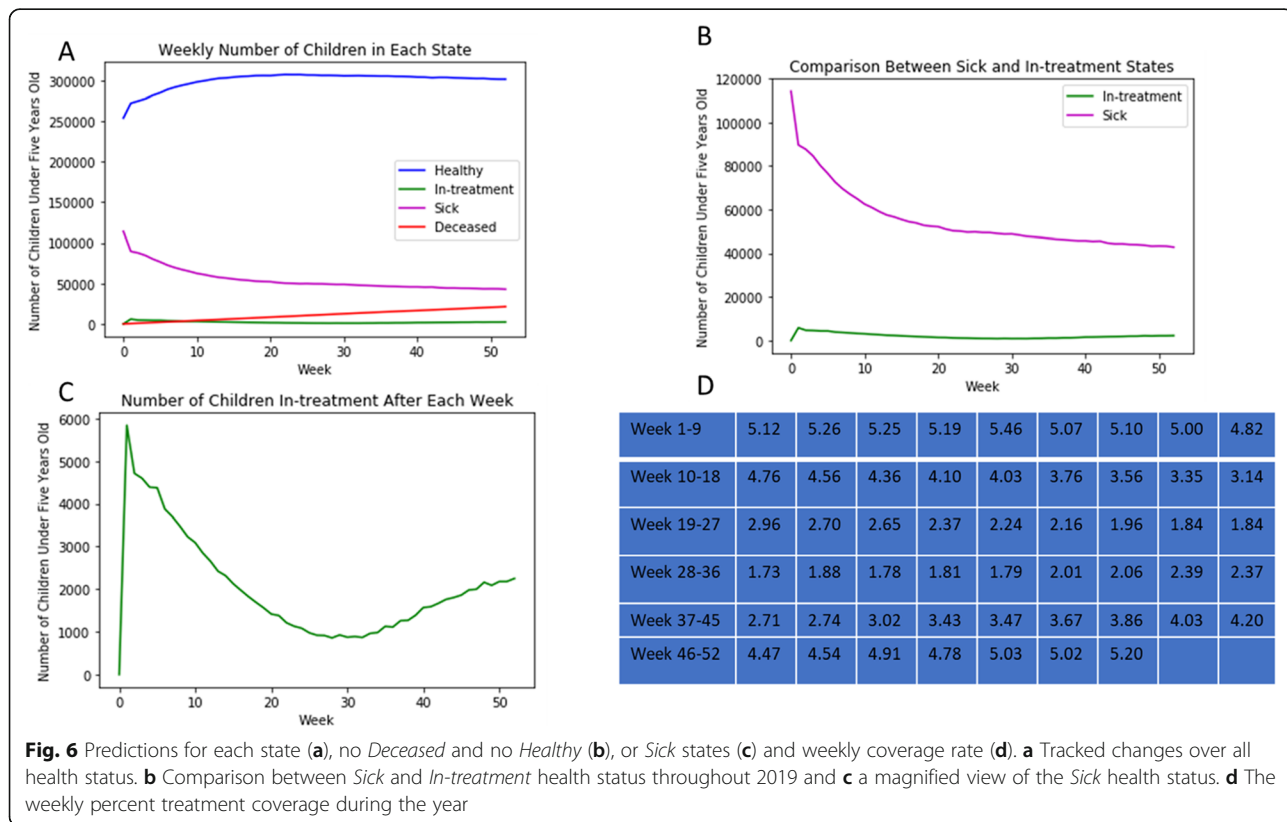 A
Weekly Number of Children in Each State
Number of Children Under Five Years Old
300000
250000
200000
150000
100000
50000
0
Healthy
In-treatment
Sick
Deceased
0 10 20 30 40 50
Week
B
Comparison Between Sick and In-treatment States
Number of Children Under Five Years Old
120000
100000
80000
60000
40000
20000
0
In-treatment
Sick
0 10 20 30 40 50
Week
C
Number of Children In-treatment After Each Week
Number of Children Under Five Years Old
6000
5000
4000
3000
2000
1000
0
0 10 20 30 40 50
Week
D
Week 1-9 5.12 5.26 5.25 5.19 5.46 5.07 5.10 5.00 4.82
Week 10-18 4.76 4.56 4.36 4.10 4.03 3.76 3.56 3.35 3.14
Week 19-27 2.96 2.70 2.65 2.37 2.24 2.16 1.96 1.84 1.84
Week 28-36 1.73 1.88 1.78 1.81 1.79 2.01 2.06 2.39 2.37
Week 37-45 2.71 2.74 3.02 3.43 3.47 3.67 3.86 4.03 4.20
Week 46-52 4.47 4.54 4.91 4.78 5.03 5.02 5.20
Fig. 6 Predictions for each state (a), no Deceased and no Healthy (b), or Sick states (c) and weekly coverage rate (d). a Tracked changes over all
health status. b Comparison between Sick and In-treatment health status throughout 2019 and c a magnified view of the Sick health status. d The
weekly percent treatment coverage during the year